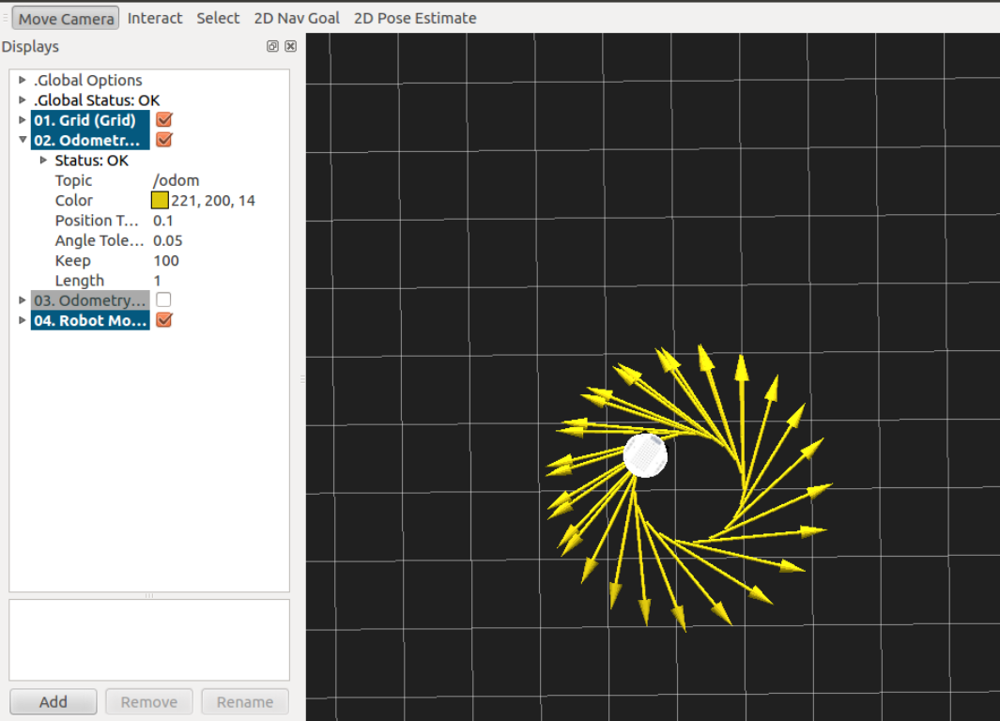 Move Camera Interact Select 2D Nav Goal 2D Pose Estimate
Displays
.Global Options
.Global Status: OK
01. Grid (Grid)
02. Odometr...
Status: OK
Topic /odom
Color 221, 200, 14
Position T... 0.1
Angle Tole... 0.05
Keep 100
Length 1
03. Odometry...
04. Robot Mo...
Add Remove Rename